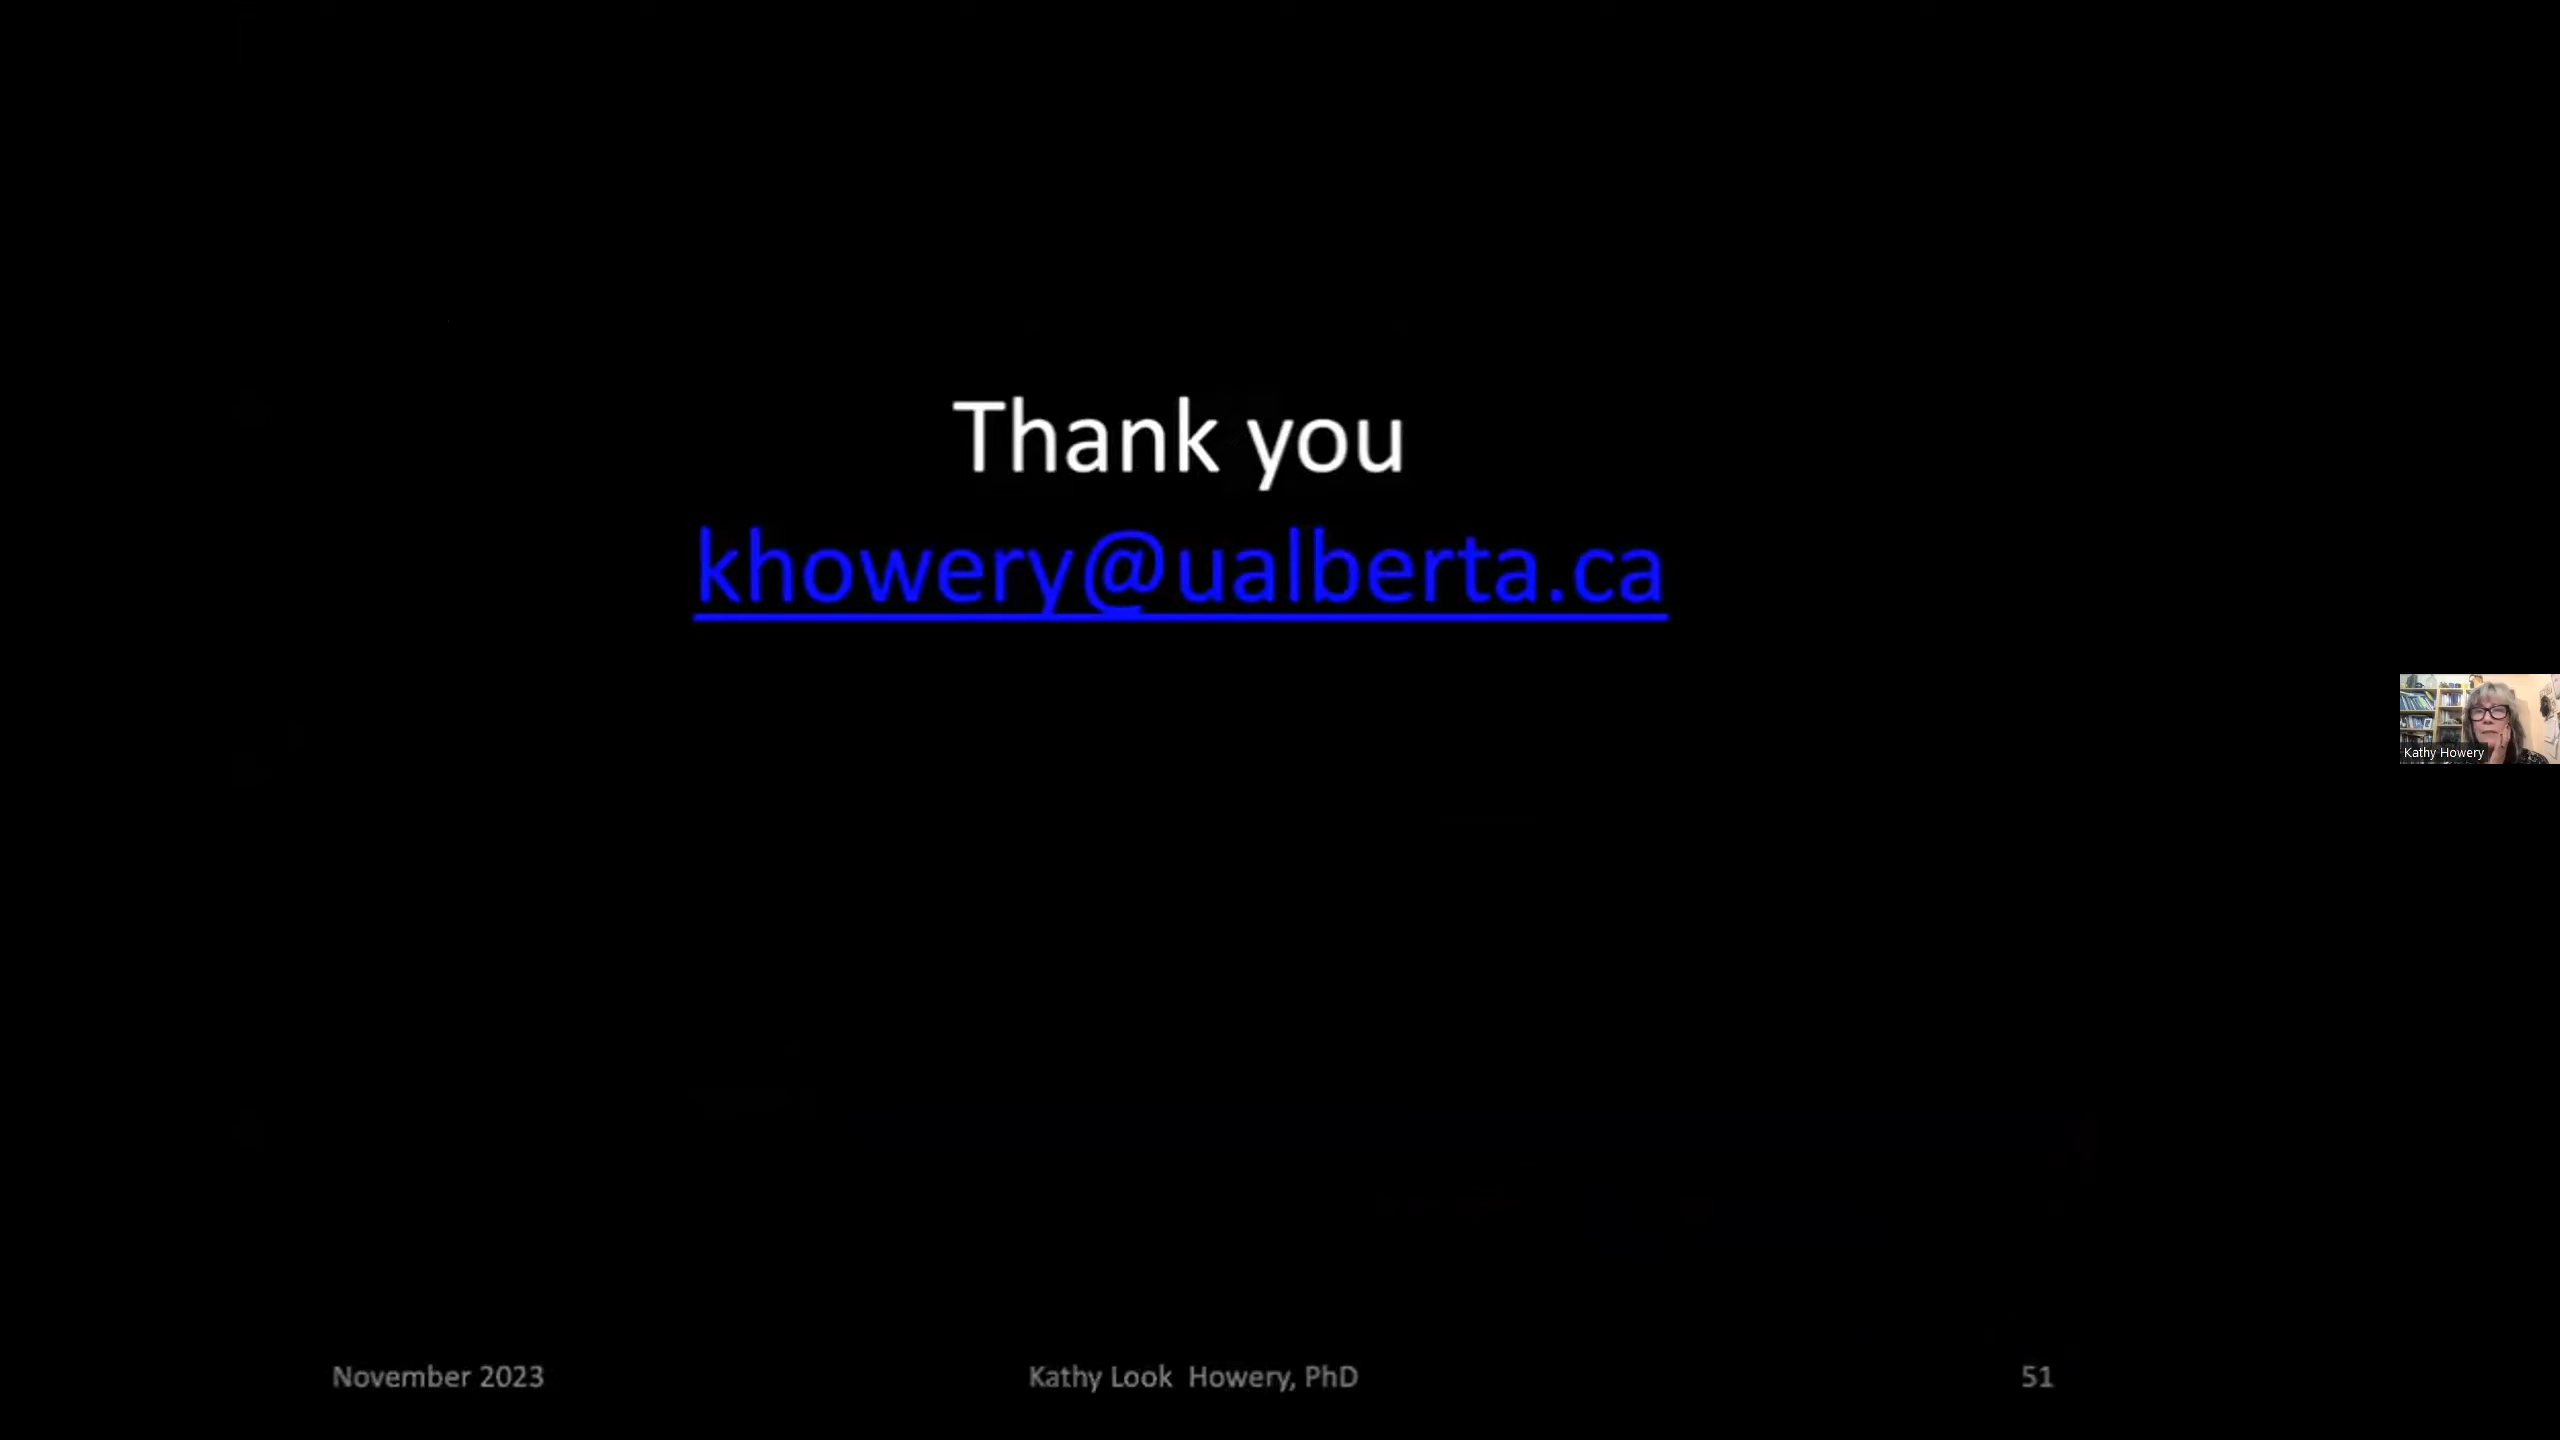 Thank you
khowery@ualberta.ca
Kathy Howery
November 2023
Kathy Look Howery, PhD
51